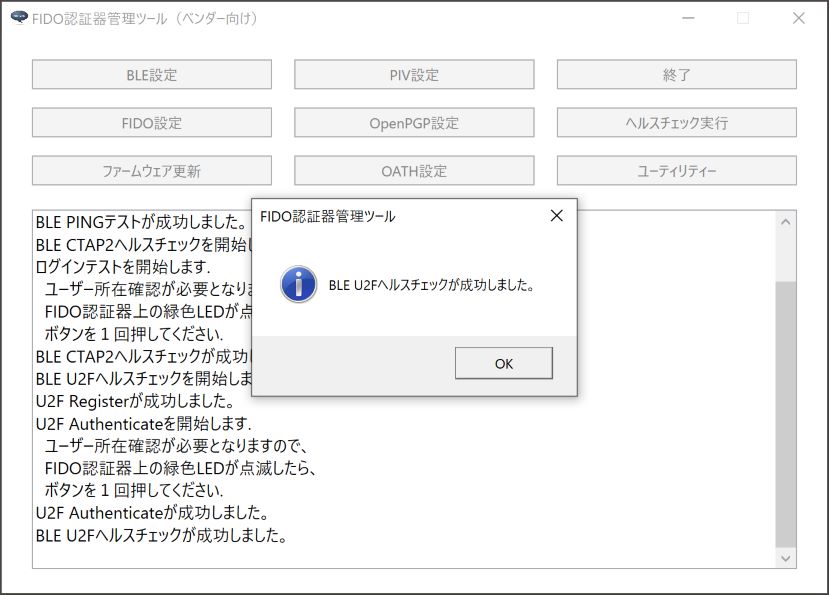 FIDO認証器管理ツール（ベンダー向け）
BLE設定
PIV設定
終了
FIDO設定
OpenPGP設定
ヘルスチェック実行
ファームウェア更新
OATH設定
ユーティリティー
BLE PINGテストが成功しました。
BLE CTAP2ヘルスチェックを開始し
ログインテストを開始します.
ユーザー所在確認が必要となりま
FIDO認証器上の緑色LEDが点
ボタンを１回押してください.
BLE CTAP2ヘルスチェックが成功し
BLE U2Fヘルスチェックを開始しま
U2F Registerが成功しました。
U2F Authenticateを開始します.
ユーザー所在確認が必要となりますので、
FIDO認証器上の緑色LEDが点滅したら、
ボタンを１回押してください.
U2F Authenticateが成功しました。
BLE U2Fヘルスチェックが成功しました。
FIDO認証器管理ツール
BLE U2Fヘルスチェックが成功しました。
OK